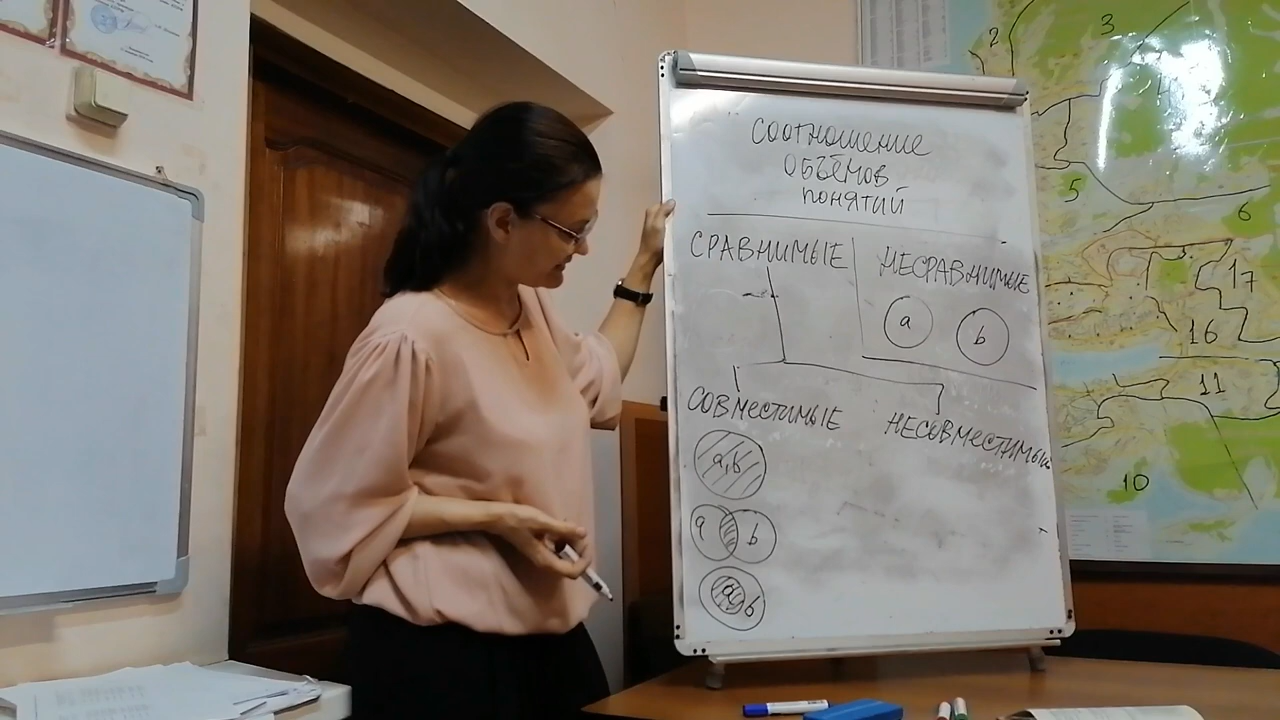 СООТНОШЕНИЕ
ОБЪЁМОВ
ПОНЯТИЙ
СРАВНИМЫЕ
НЕСРАВНИМЫЕ
a
b
СОВМЕСТИМЫЕ
НЕСОВМЕСТИМЫЕ
a,b
a
b
a
b
2
3
5
6
17
16
11
10